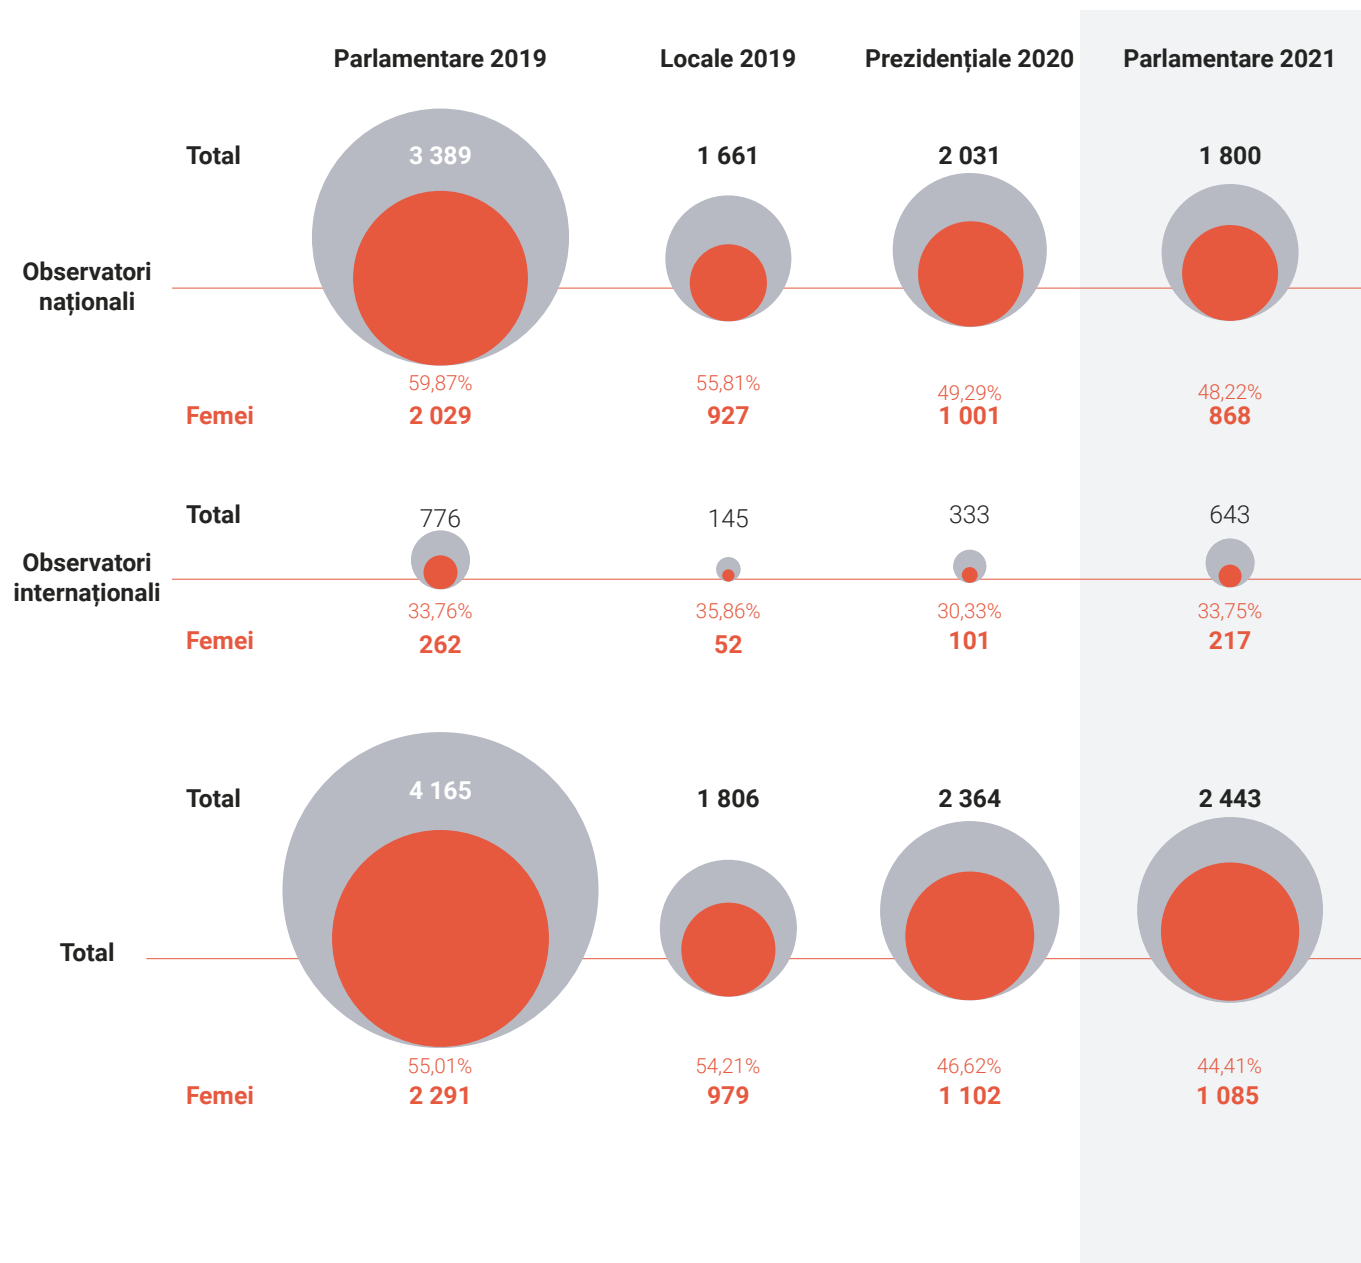 Parlamentare 2019 Locale 2019 Prezidențiale 2020 Parlamentare 2021
Total 3 389 1 661 2 031 1 800
Observatori
naționali
59,87% 55,81% 49,29% 48,22%
Femei 2 029 927 1 001 868
Total 776 145 333 643
Observatori
internaționali
33,76% 35,86% 30,33% 33,75%
Femei 262 52 101 217
Total 4 165 1 806 2 364 2 443
Total
55,01% 54,21% 46,62% 44,41%
Femei 2 291 979 1 102 1 085